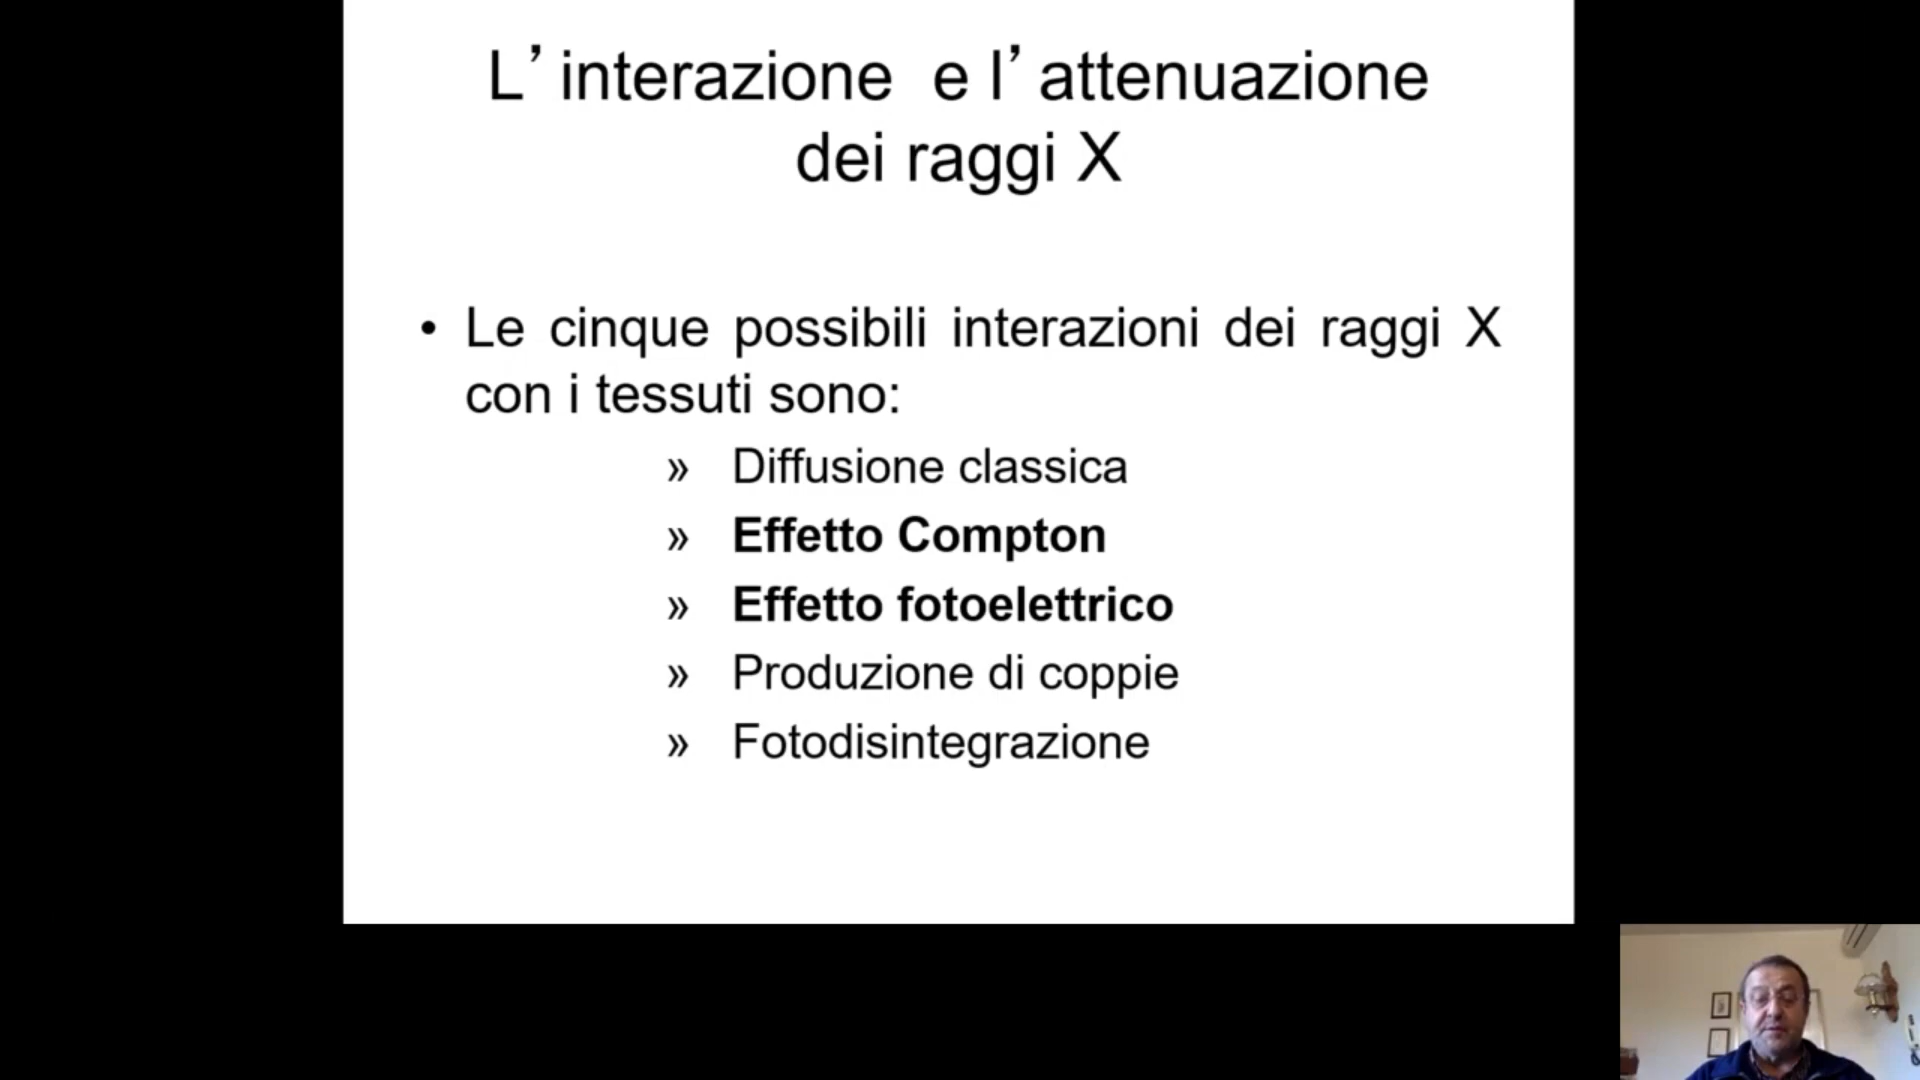 L’ interazione e l’ attenuazione
dei raggi X
• Le cinque possibili interazioni dei raggi X
con i tessuti sono:
» Diffusione classica
» Effetto Compton
» Effetto fotoelettrico
» Produzione di coppie
» Fotodisintegrazione